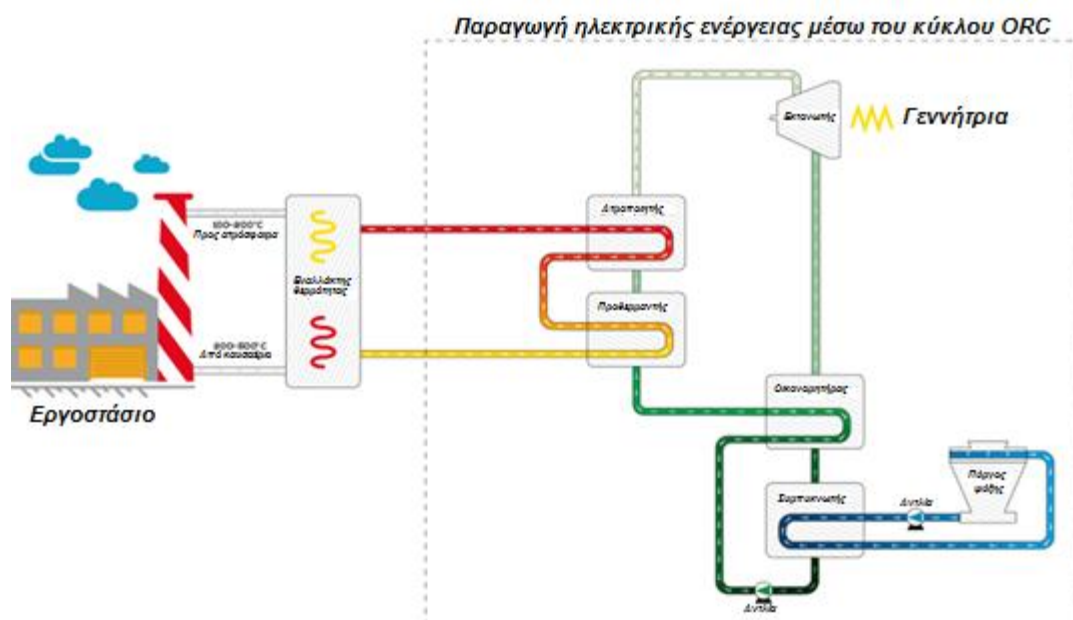 Παραγωγή ηλεκτρικής ενέργειας μέσω του κύκλου ORC
Εκτονωτής
Γεννήτρια
Ατμοποιητής
Προς ατμόσφαιρα
Εναλλάκτης
θερμότητας
Προθερμαντής
Από καυσαέρια
Εργοστάσιο
Οικονομητήρας
Πύργος
ψύξης
Συμπυκνωτής
Αντλία
Αντλία